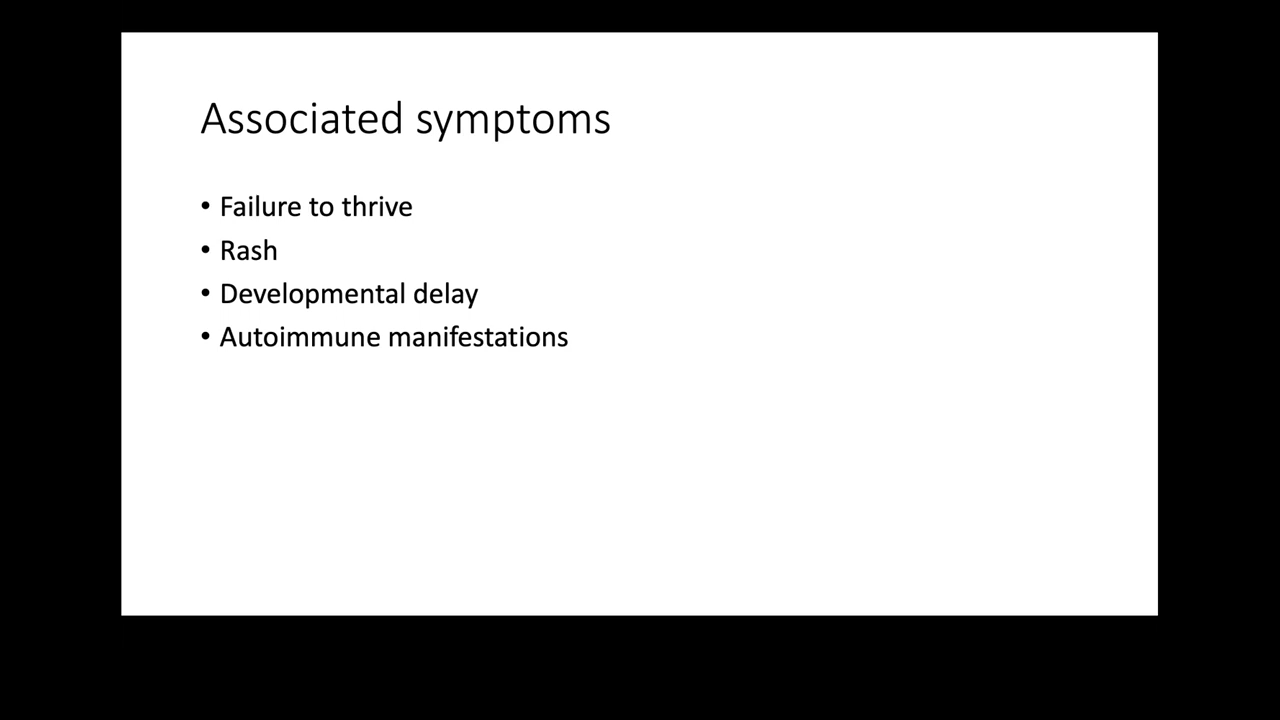 Associated symptoms
• Failure to thrive
• Rash
• Developmental delay
• Autoimmune manifestations